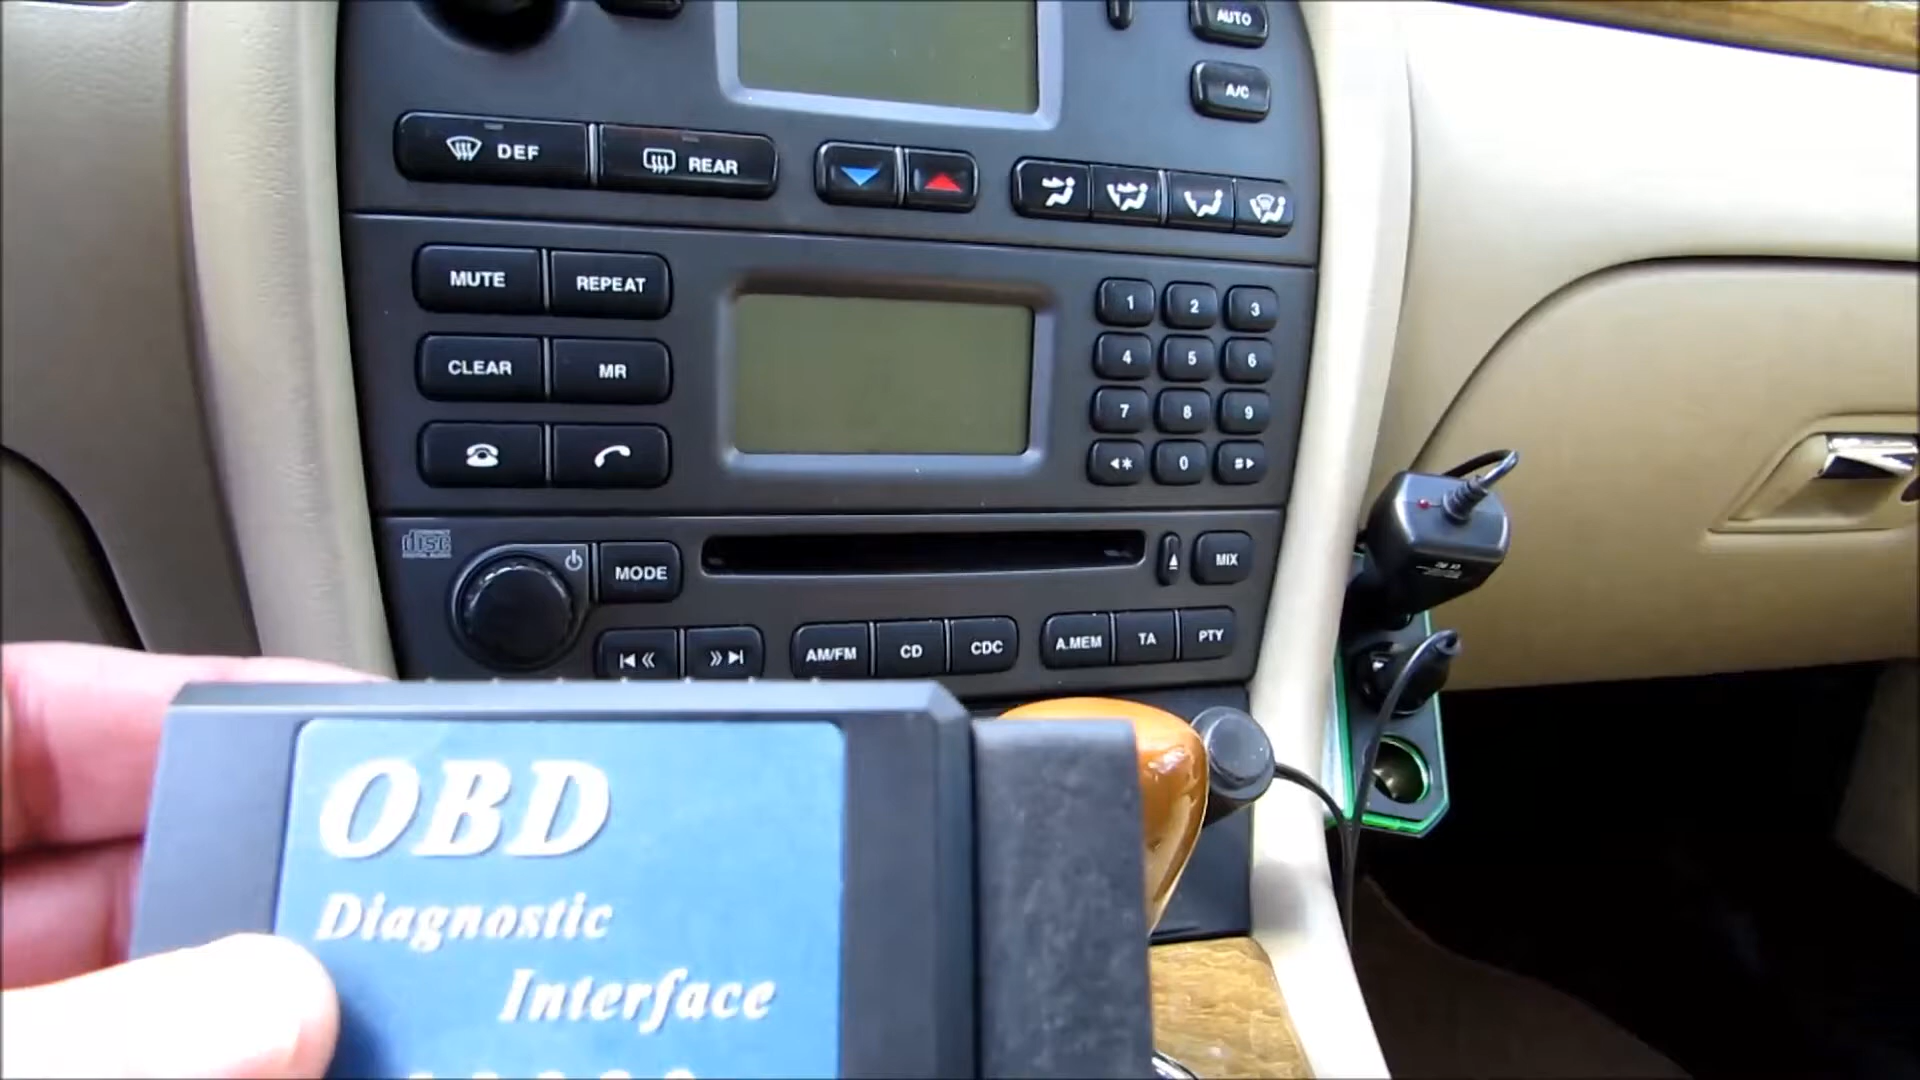 AUTO
A/C
DEF
REAR
MUTE
REPEAT
1
2
3
CLEAR
MR
4
5
6
7
8
9
*
0
disc
MODE
MIX
AM/FM
CD
CDC
A.MEM
TA
PTY
OBD
Diagnostic
Interface